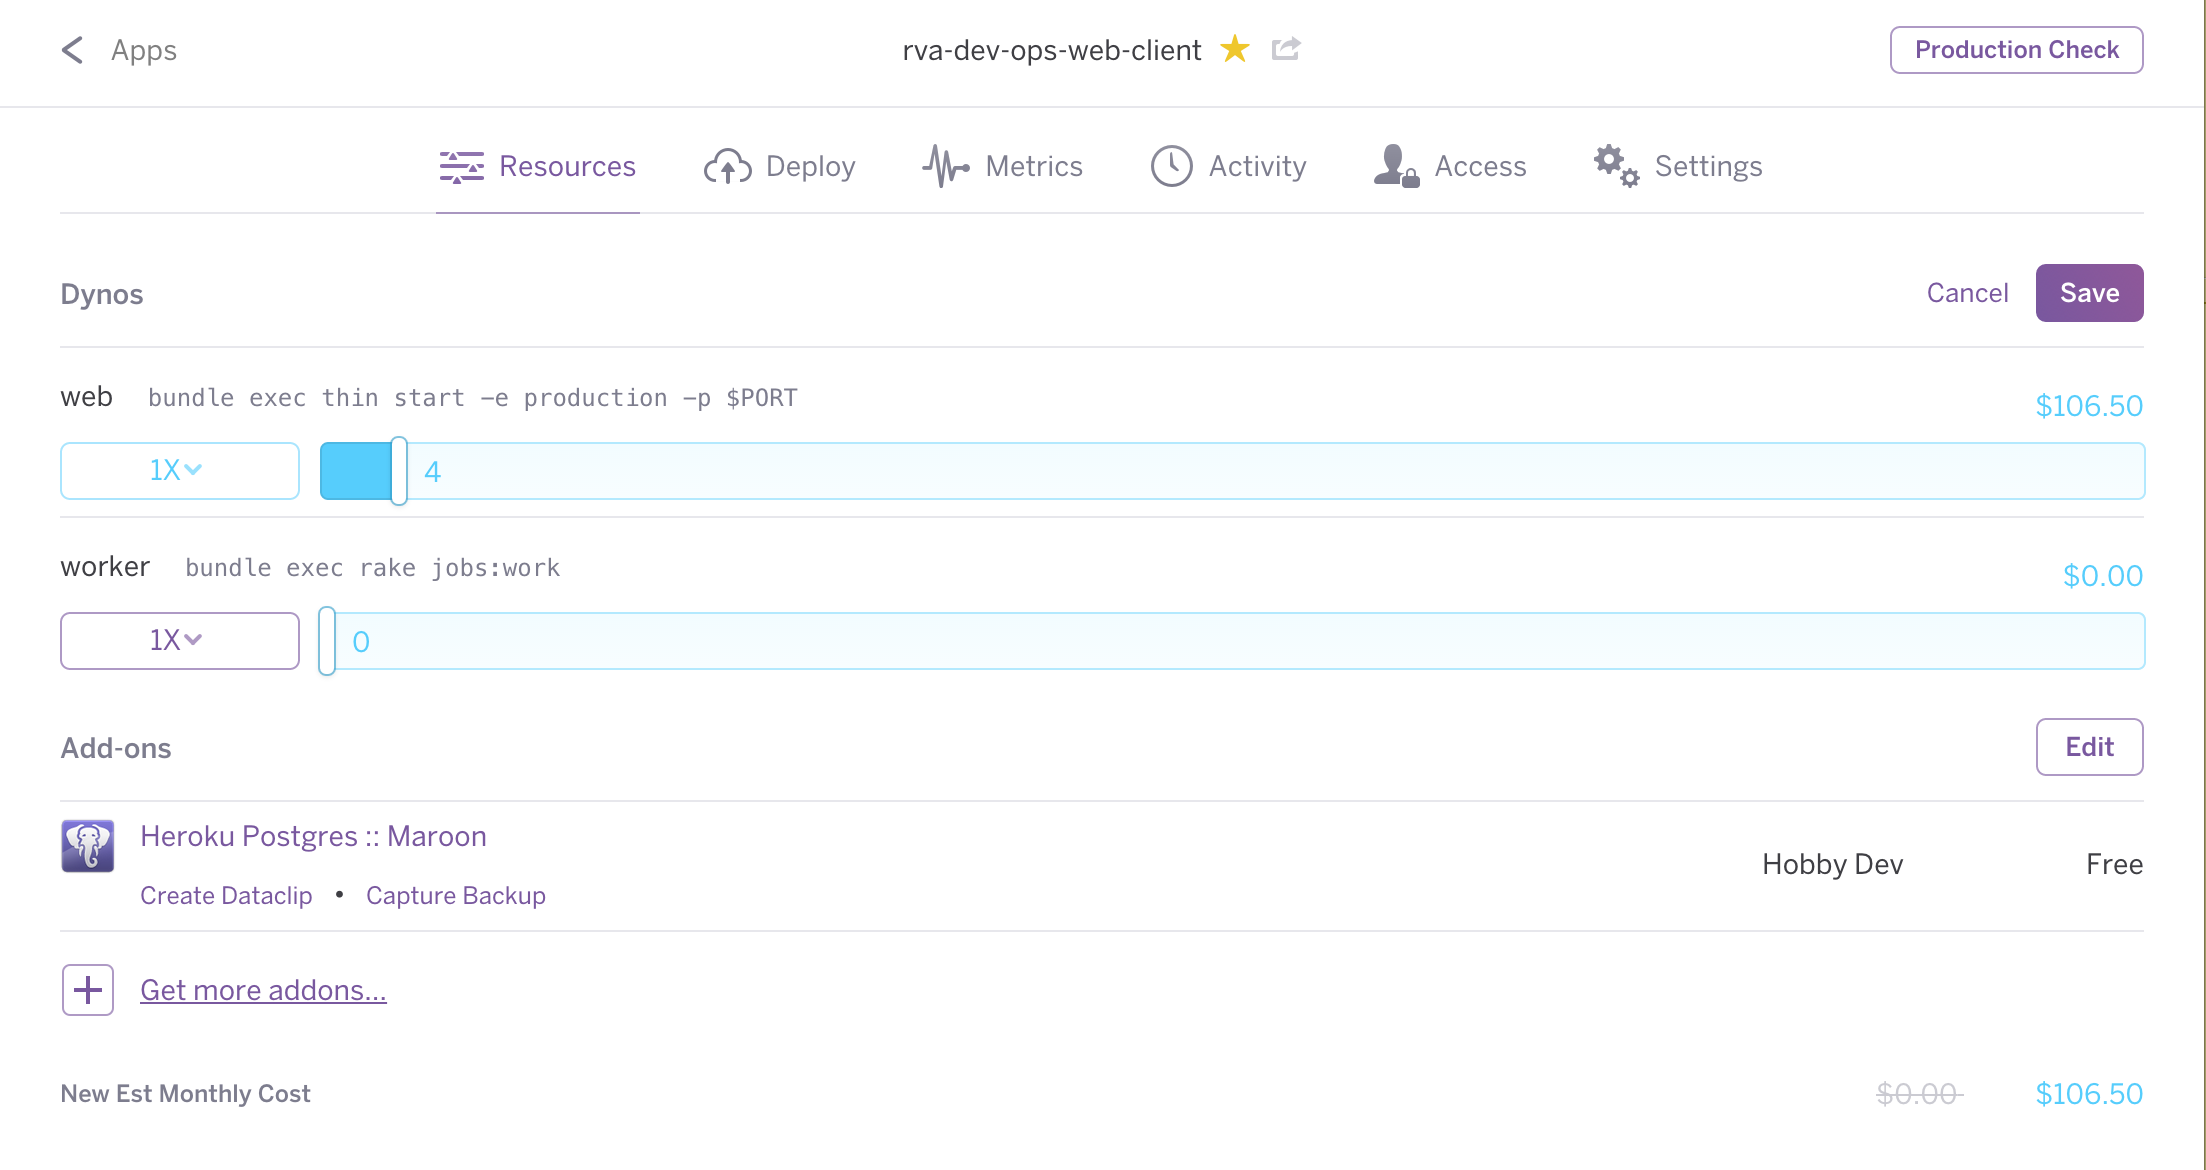 Apps
rva-dev-ops-web-client
Production Check
Resources Deploy Metrics Activity Access Settings
Dynos
Cancel Save
web bundle exec thin start -e production -p $PORT
$106.50
1X 4
worker bundle exec rake jobs:work
$0.00
1X 0
Add-ons
Edit
Heroku Postgres :: Maroon
Hobby Dev Free
Create Dataclip • Capture Backup
Get more addons...
New Est Monthly Cost $0.00 $106.50